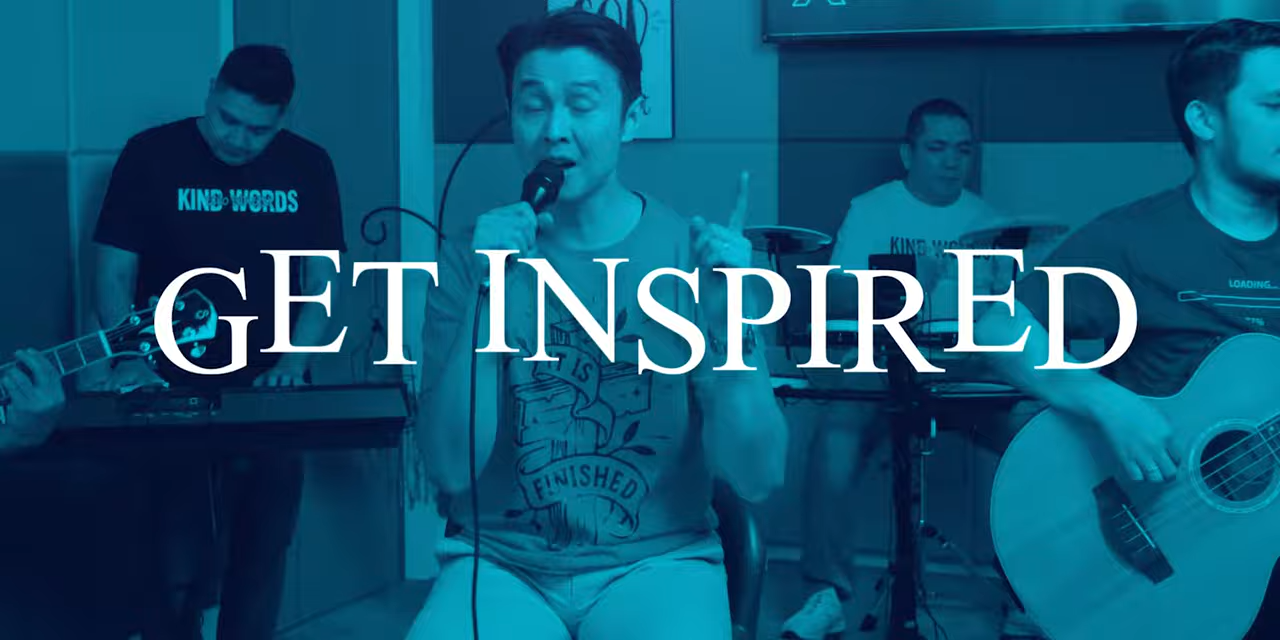 KIND WORDS
GET INSPIRED
LOADING...
IT IS
FINISHED